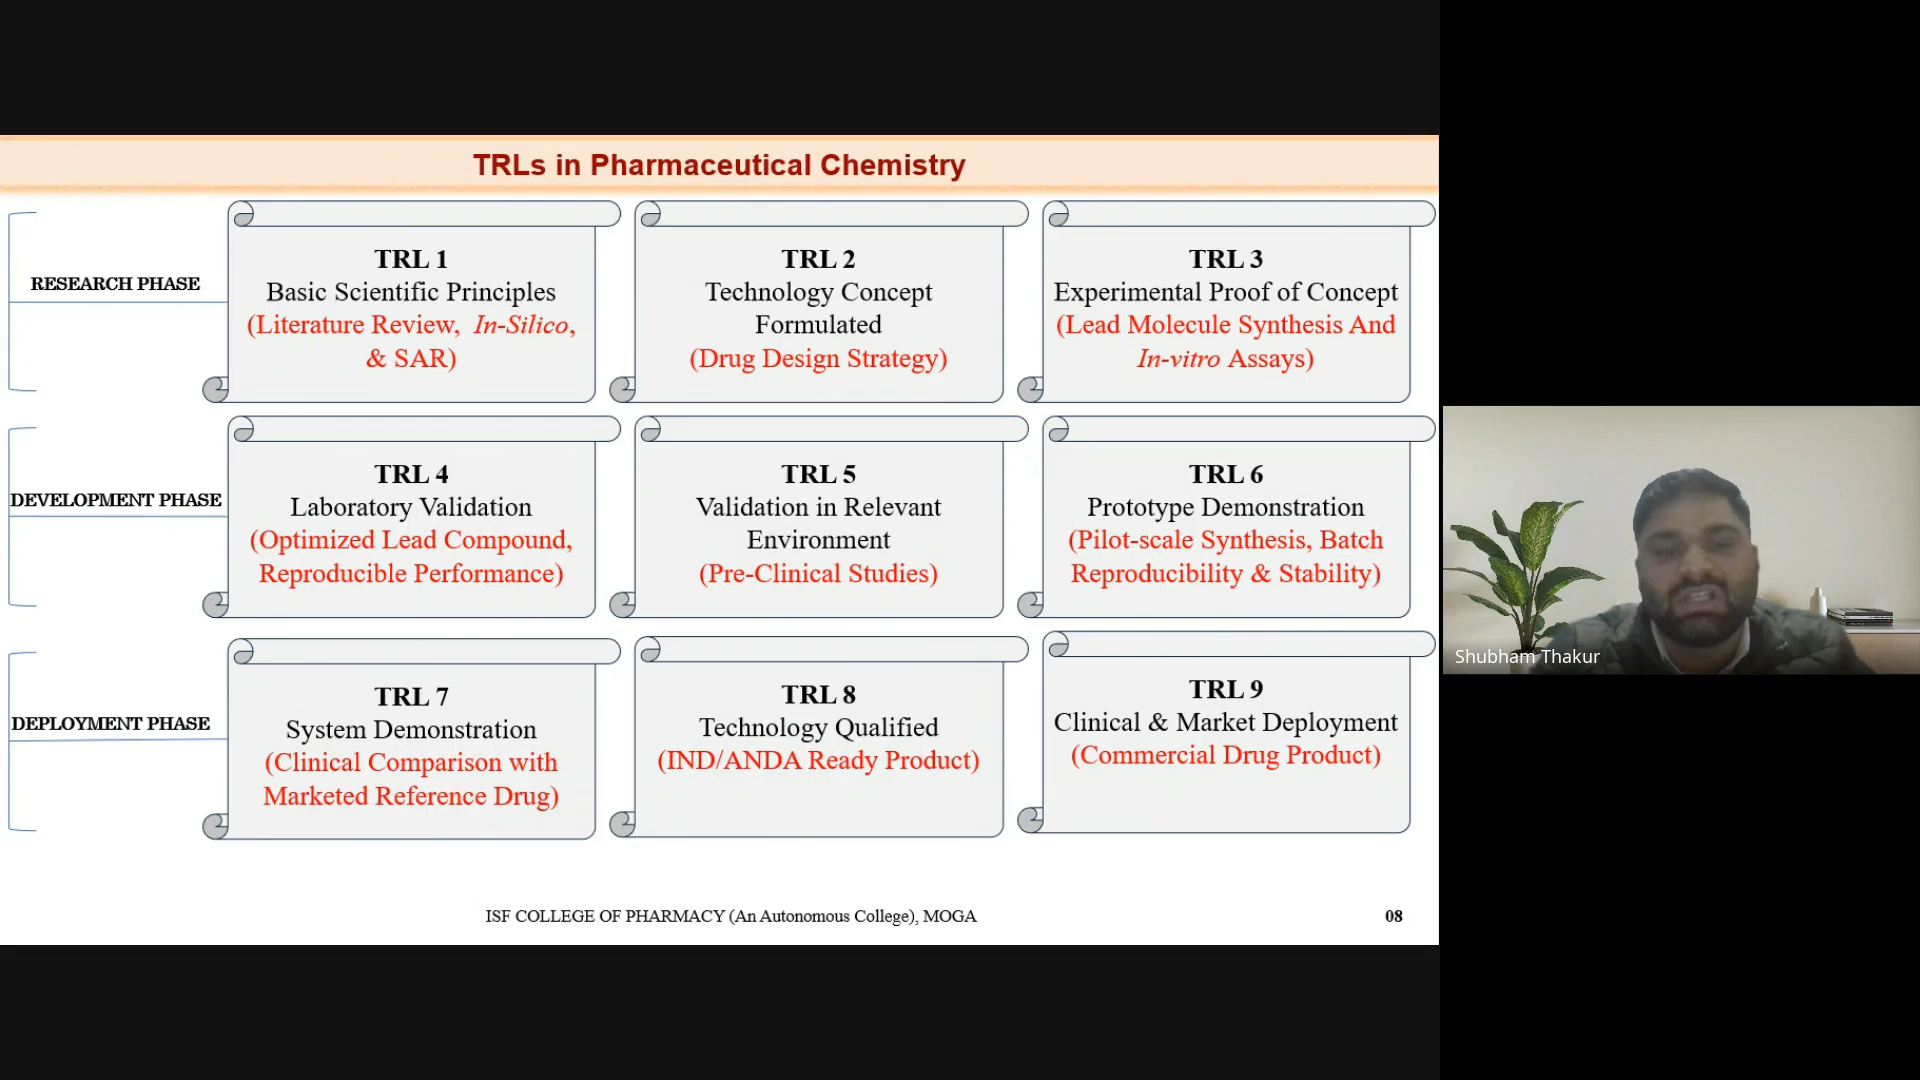 TRLs in Pharmaceutical Chemistry
RESEARCH PHASE
TRL 1
Basic Scientific Principles
(Literature Review, In-Silico,
& SAR)
TRL 2
Technology Concept
Formulated
(Drug Design Strategy)
TRL 3
Experimental Proof of Concept
(Lead Molecule Synthesis And
In-vitro Assays)
DEVELOPMENT PHASE
TRL 4
Laboratory Validation
(Optimized Lead Compound,
Reproducible Performance)
TRL 5
Validation in Relevant
Environment
(Pre-Clinical Studies)
TRL 6
Prototype Demonstration
(Pilot-scale Synthesis, Batch
Reproducibility & Stability)
DEPLOYMENT PHASE
TRL 7
System Demonstration
(Clinical Comparison with
Marketed Reference Drug)
TRL 8
Technology Qualified
(IND/ANDA Ready Product)
TRL 9
Clinical & Market Deployment
(Commercial Drug Product)
ISF COLLEGE OF PHARMACY (An Autonomous College), MOGA
08
Shubham Thakur